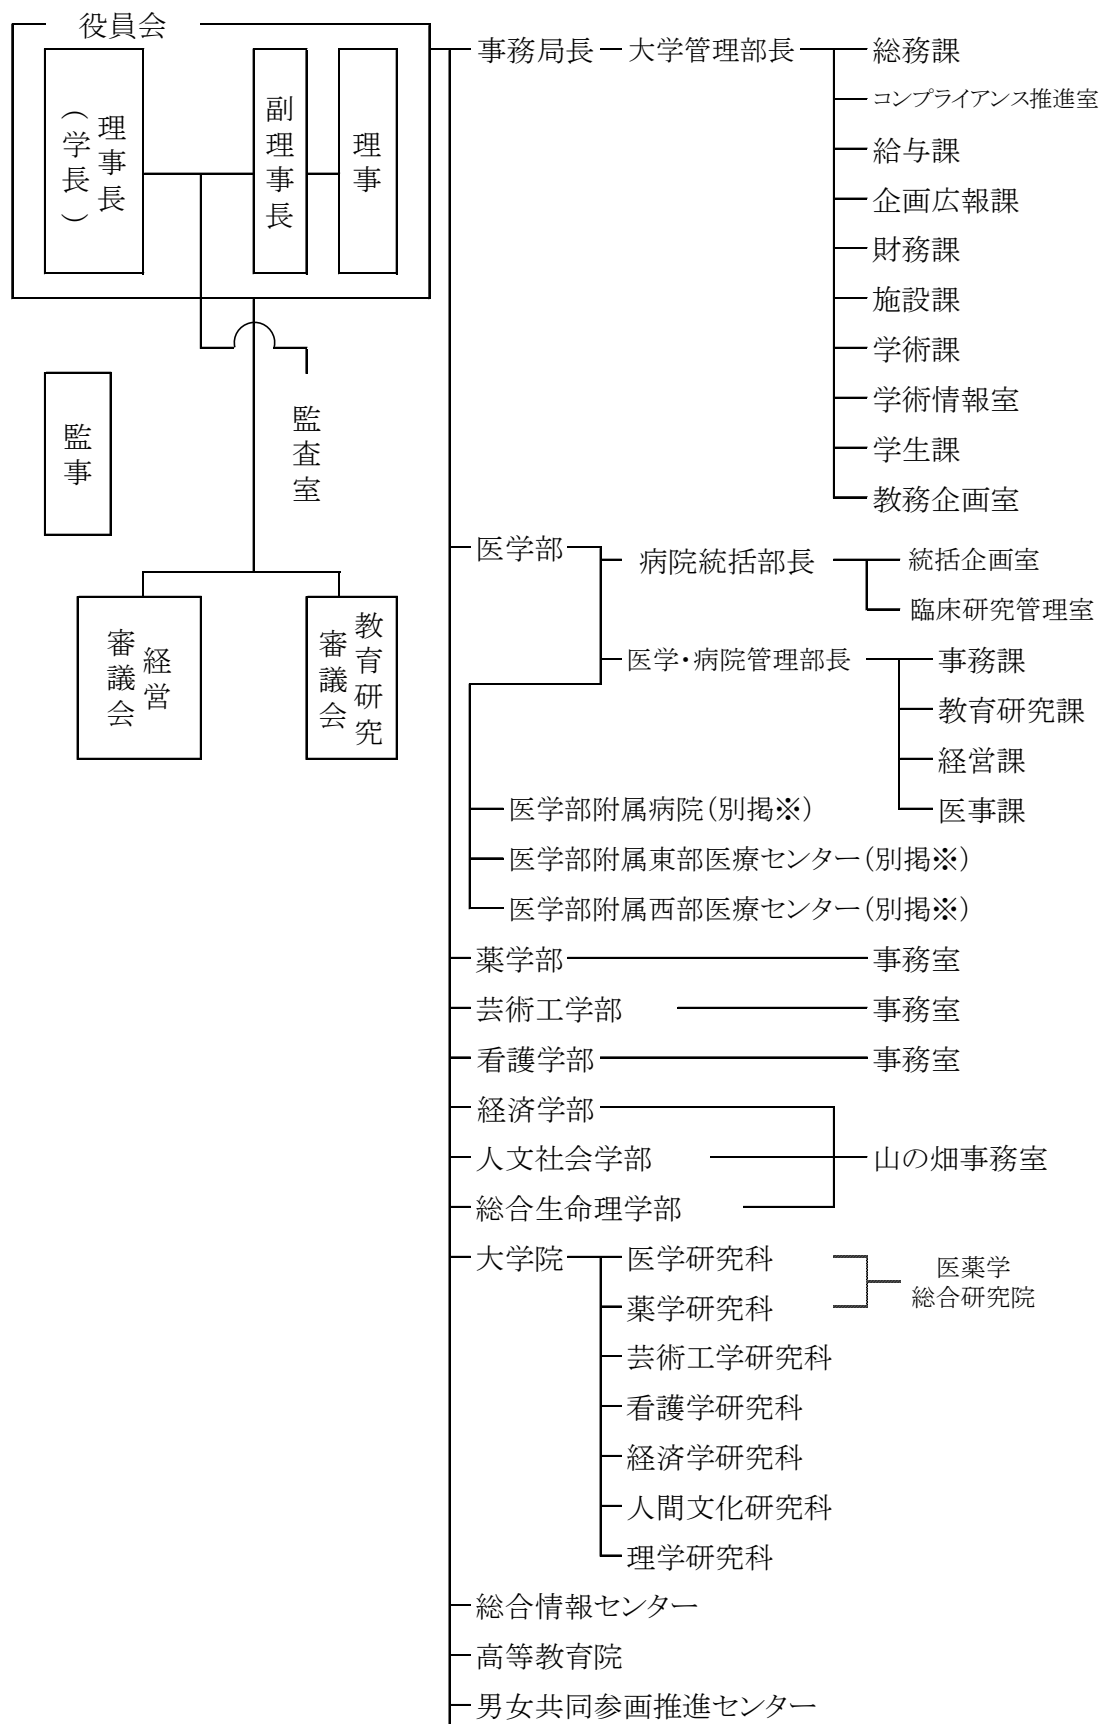 役員会
理事長
（学長）
副理事長
理事
監事
監査室
経営
審議会
教育研究
審議会
事務局長
大学管理部長
総務課
コンプライアンス推進室
給与課
企画広報課
財務課
施設課
学術課
学術情報室
学生課
教務企画室
医学部
病院統括部長
統括企画室
臨床研究管理室
医学・病院管理部長
事務課
教育研究課
経営課
医事課
医学部附属病院（別掲※）
医学部附属東部医療センター（別掲※）
医学部附属西部医療センター（別掲※）
薬学部
事務室
芸術工学部
事務室
看護学部
事務室
経済学部
人文社会学部
山の畑事務室
総合生命理学部
大学院
医学研究科
医薬学
総合研究院
薬学研究科
芸術工学研究科
看護学研究科
経済学研究科
人間文化研究科
理学研究科
総合情報センター
高等教育院
男女共同参画推進センター